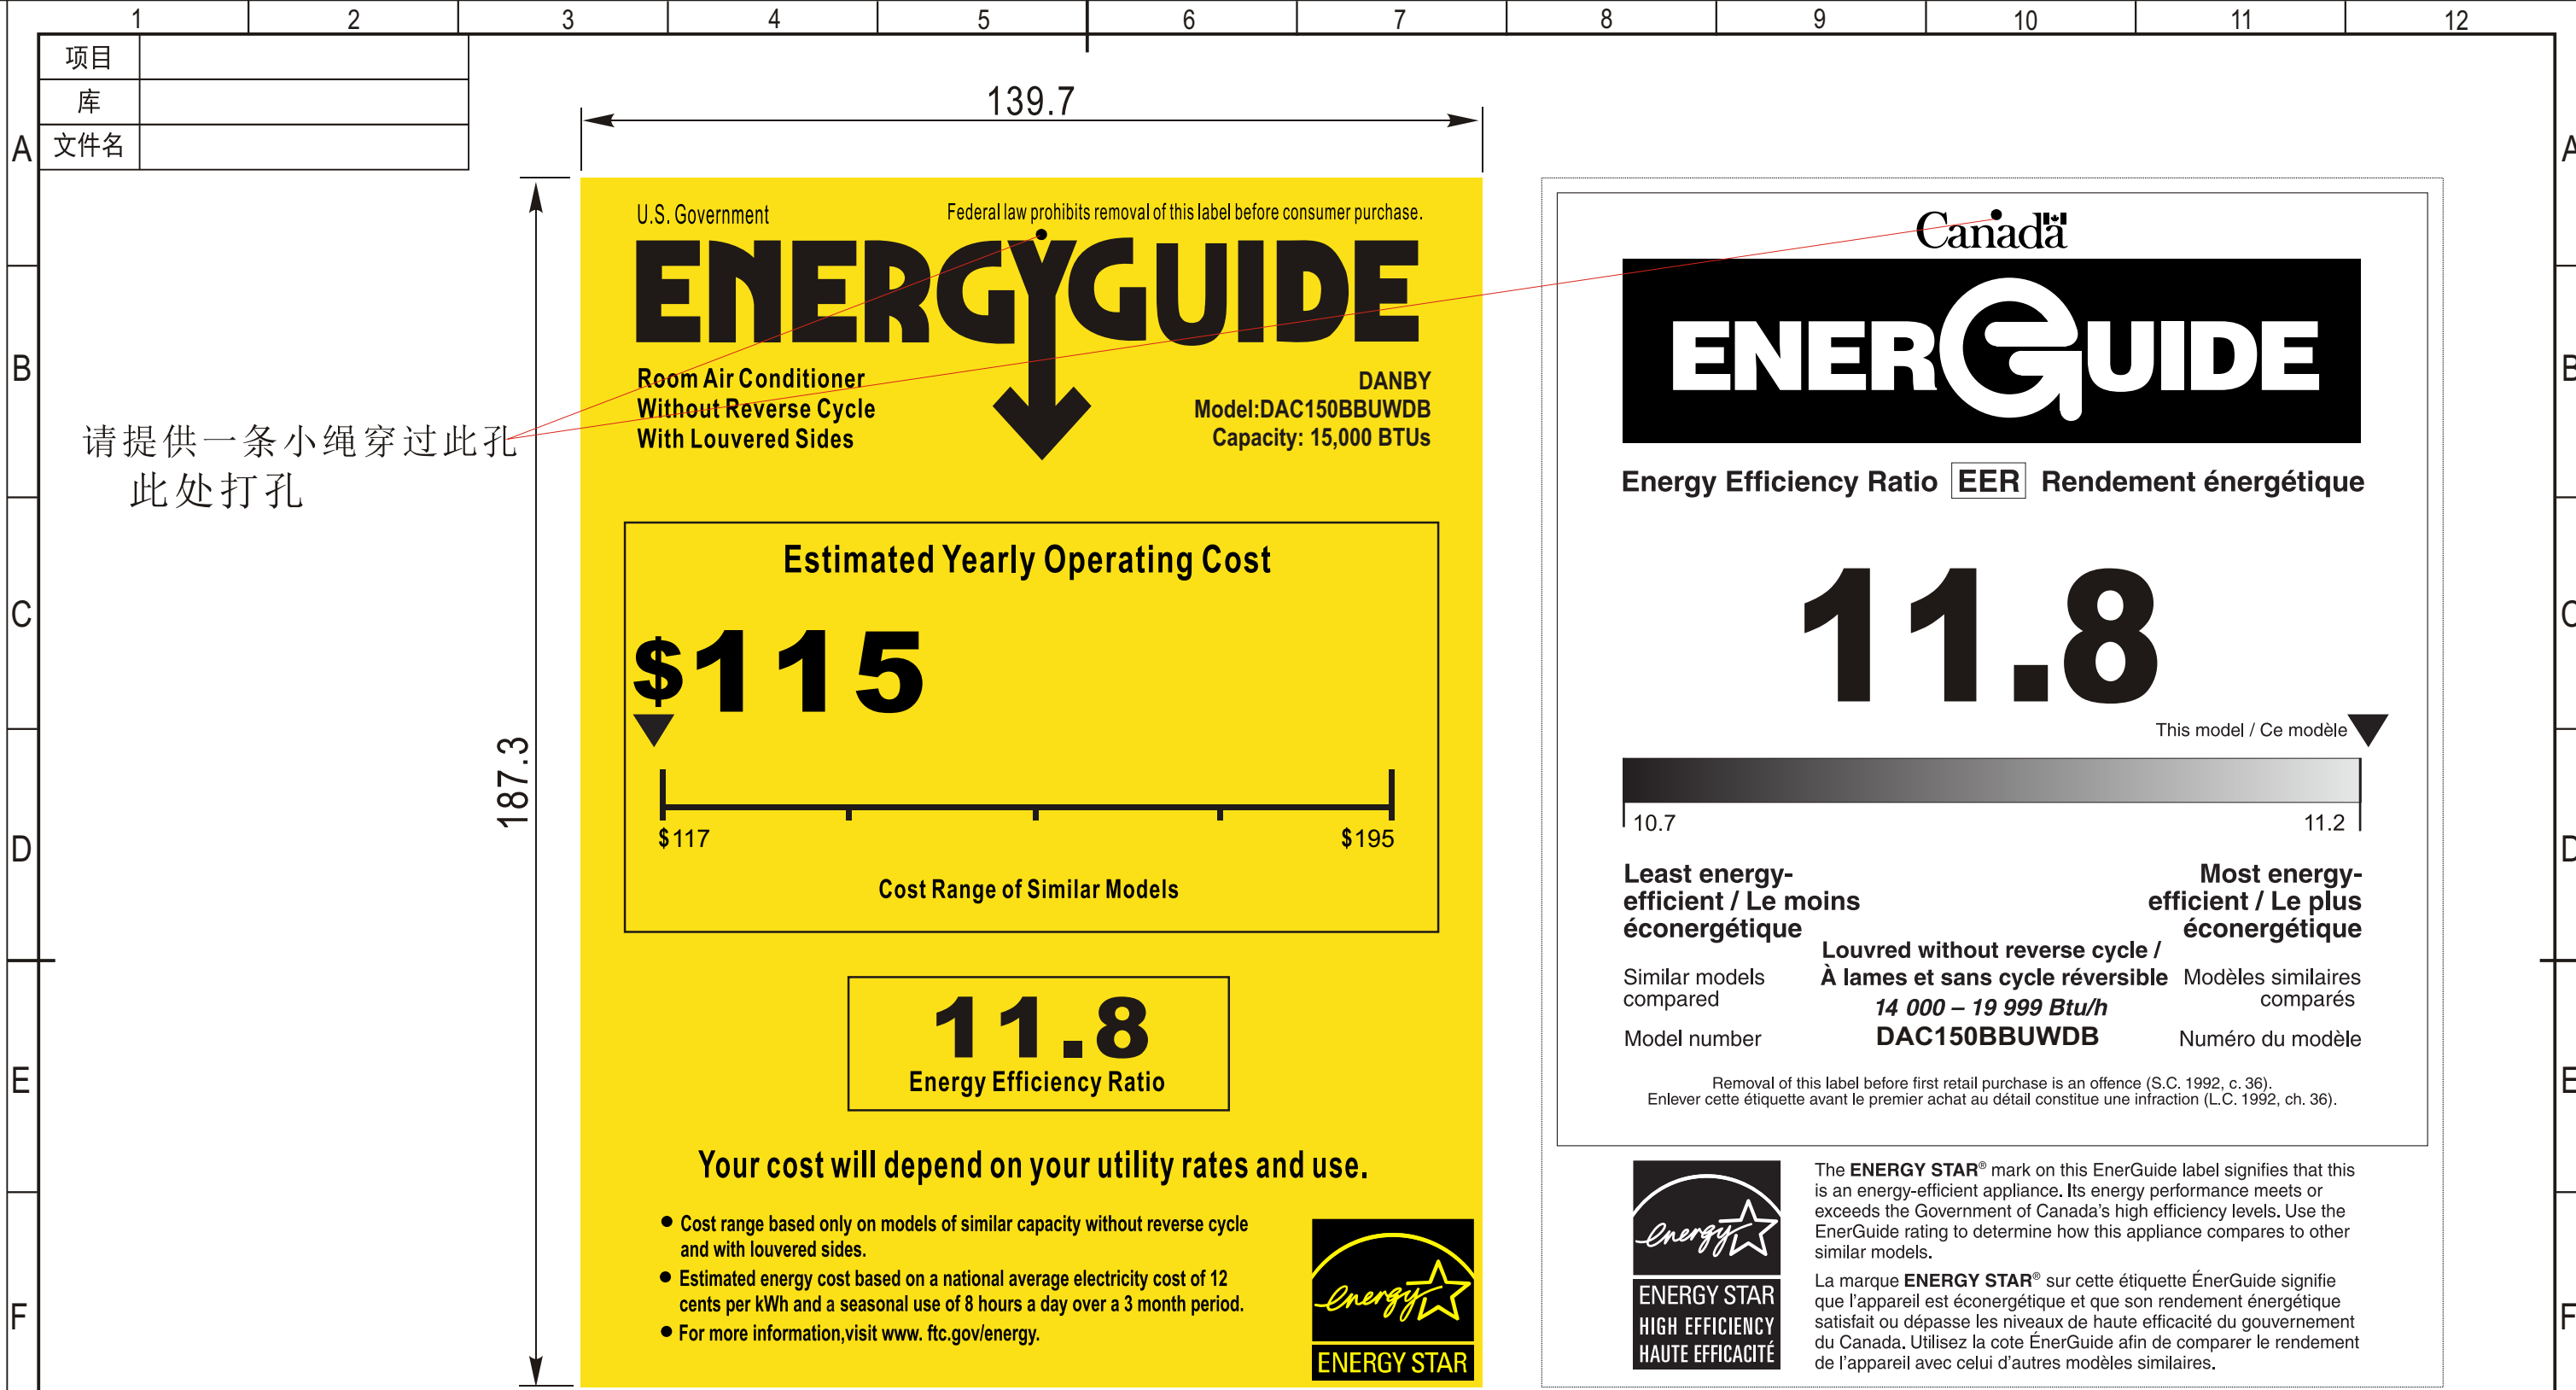 1 2 3 4 5 6 7 8 9 10 11 12
项目
库
文件名
A
B
C
D
E
F
139.7
187.3
请提供一条小绳穿过此孔
此处打孔
U.S. Government
Federal law prohibits removal of this label before consumer purchase.
ENERGYGUIDE
Room Air Conditioner
Without Reverse Cycle
With Louvered Sides
DANBY
Model:DAC150BBUWDB
Capacity: 15,000 BTUs
Estimated Yearly Operating Cost
$115
$117
$195
Cost Range of Similar Models
11.8
Energy Efficiency Ratio
Your cost will depend on your utility rates and use.
● Cost range based only on models of similar capacity without reverse cycle
and with louvered sides.
● Estimated energy cost based on a national average electricity cost of 12
cents per kWh and a seasonal use of 8 hours a day over a 3 month period.
● For more information,visit www. ftc.gov/energy.
energy
ENERGY STAR
Canada
ENERGUIDE
Energy Efficiency Ratio EER Rendement énergétique
11.8
This model / Ce modèle
10.7
11.2
Least energy-
efficient / Le moins
éconergétique
Most energy-
efficient / Le plus
éconergétique
Similar models
compared
Louvred without reverse cycle /
À lames et sans cycle réversible
14 000 – 19 999 Btu/h
Modèles similaires
comparés
Model number
DAC150BBUWDB
Numéro du modèle
Removal of this label before first retail purchase is an offence (S.C. 1992, c. 36).
Enlever cette étiquette avant le premier achat au détail constitue une infraction (L.C. 1992, ch. 36).
energy
ENERGY STAR
HIGH EFFICIENCY
HAUTE EFFICACITÉ
The ENERGY STAR® mark on this EnerGuide label signifies that this
is an energy-efficient appliance. Its energy performance meets or
exceeds the Government of Canada's high efficiency levels. Use the
EnerGuide rating to determine how this appliance compares to other
similar models.
La marque ENERGY STAR® sur cette étiquette ÉnerGuide signifie
que l'appareil est éconergétique et que son rendement énergétique
satisfait ou dépasse les niveaux de haute efficacité du gouvernement
du Canada. Utilisez la cote ÉnerGuide afin de comparer le rendement
de l'appareil avec celui d'autres modèles similaires.
A
B
C
D
E
F